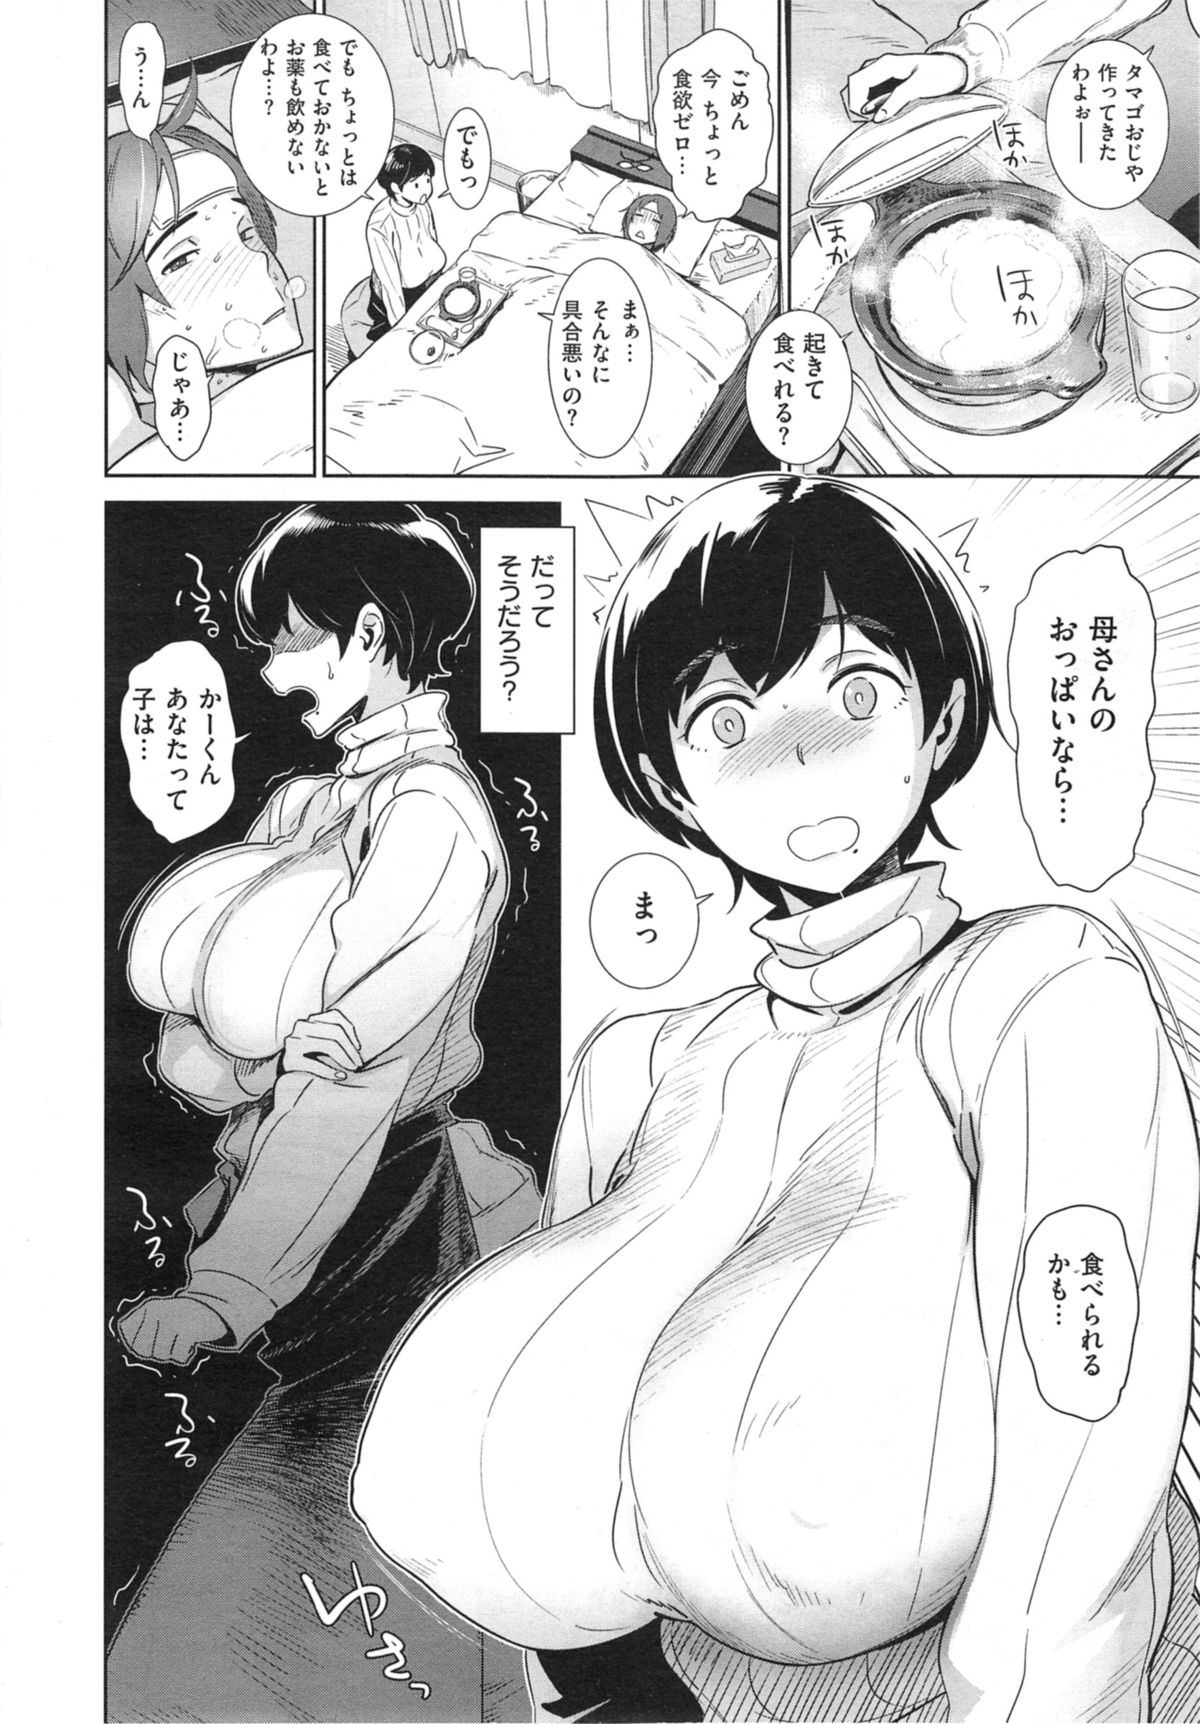 タマゴおじや
作ってきた
わよぉ――
ほか
ほか
ほか
ほか
起きて
食べれる?
ごめん
今 ちょっと
食欲ゼロ…
まぁ…
そんなに
具合悪いの?
でもっ
でも ちょっとは
食べておかないと
お薬も飲めない
わよ…?
う…ん
じゃあ…
母さんの
おっぱいなら…
食べられる
かも…
まっ
ゆさっ
だって
そうだろう?
かーくん
あなたって
子は…
ふる
ふる
ふる
ふる